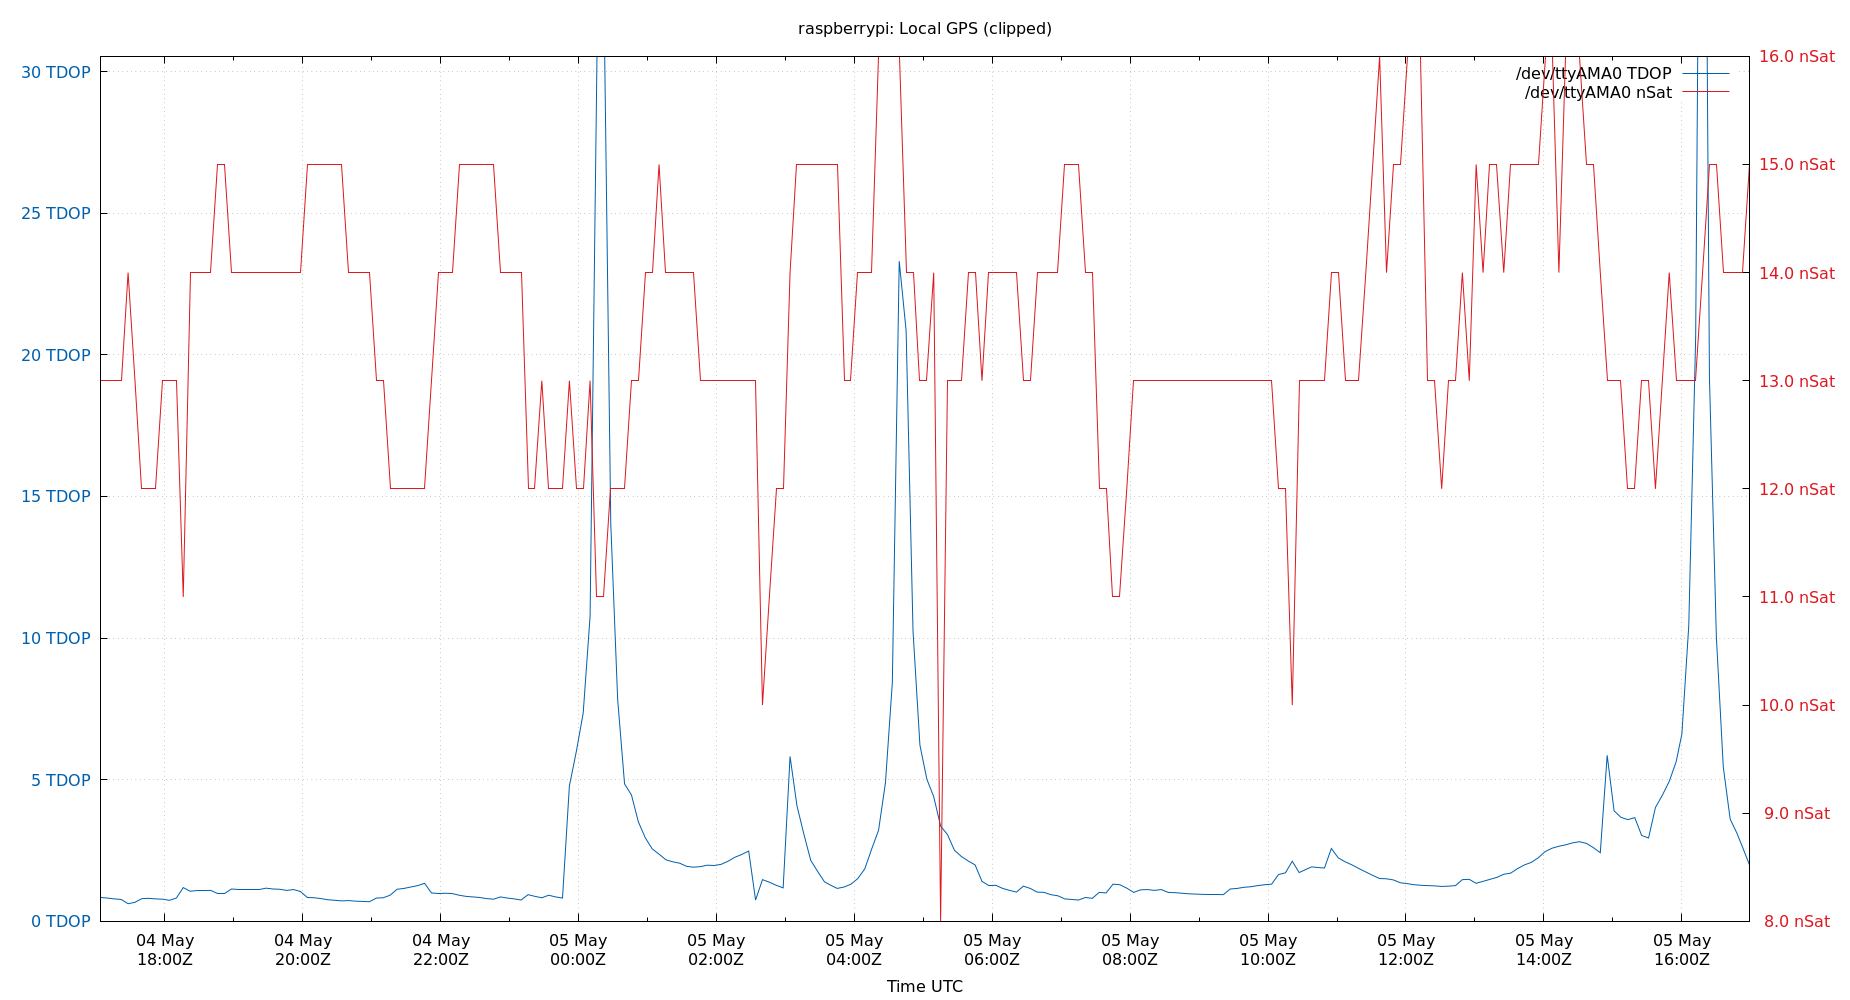 raspberrypi: Local GPS (clipped)
30 TDOP
25 TDOP
20 TDOP
15 TDOP
10 TDOP
5 TDOP
0 TDOP
16.0 nSat
15.0 nSat
14.0 nSat
13.0 nSat
12.0 nSat
11.0 nSat
10.0 nSat
9.0 nSat
8.0 nSat
/dev/ttyAMA0 TDOP
/dev/ttyAMA0 nSat
04 May
18:00Z
04 May
20:00Z
04 May
22:00Z
05 May
00:00Z
05 May
02:00Z
05 May
04:00Z
05 May
06:00Z
05 May
08:00Z
05 May
10:00Z
05 May
12:00Z
05 May
14:00Z
05 May
16:00Z
Time UTC